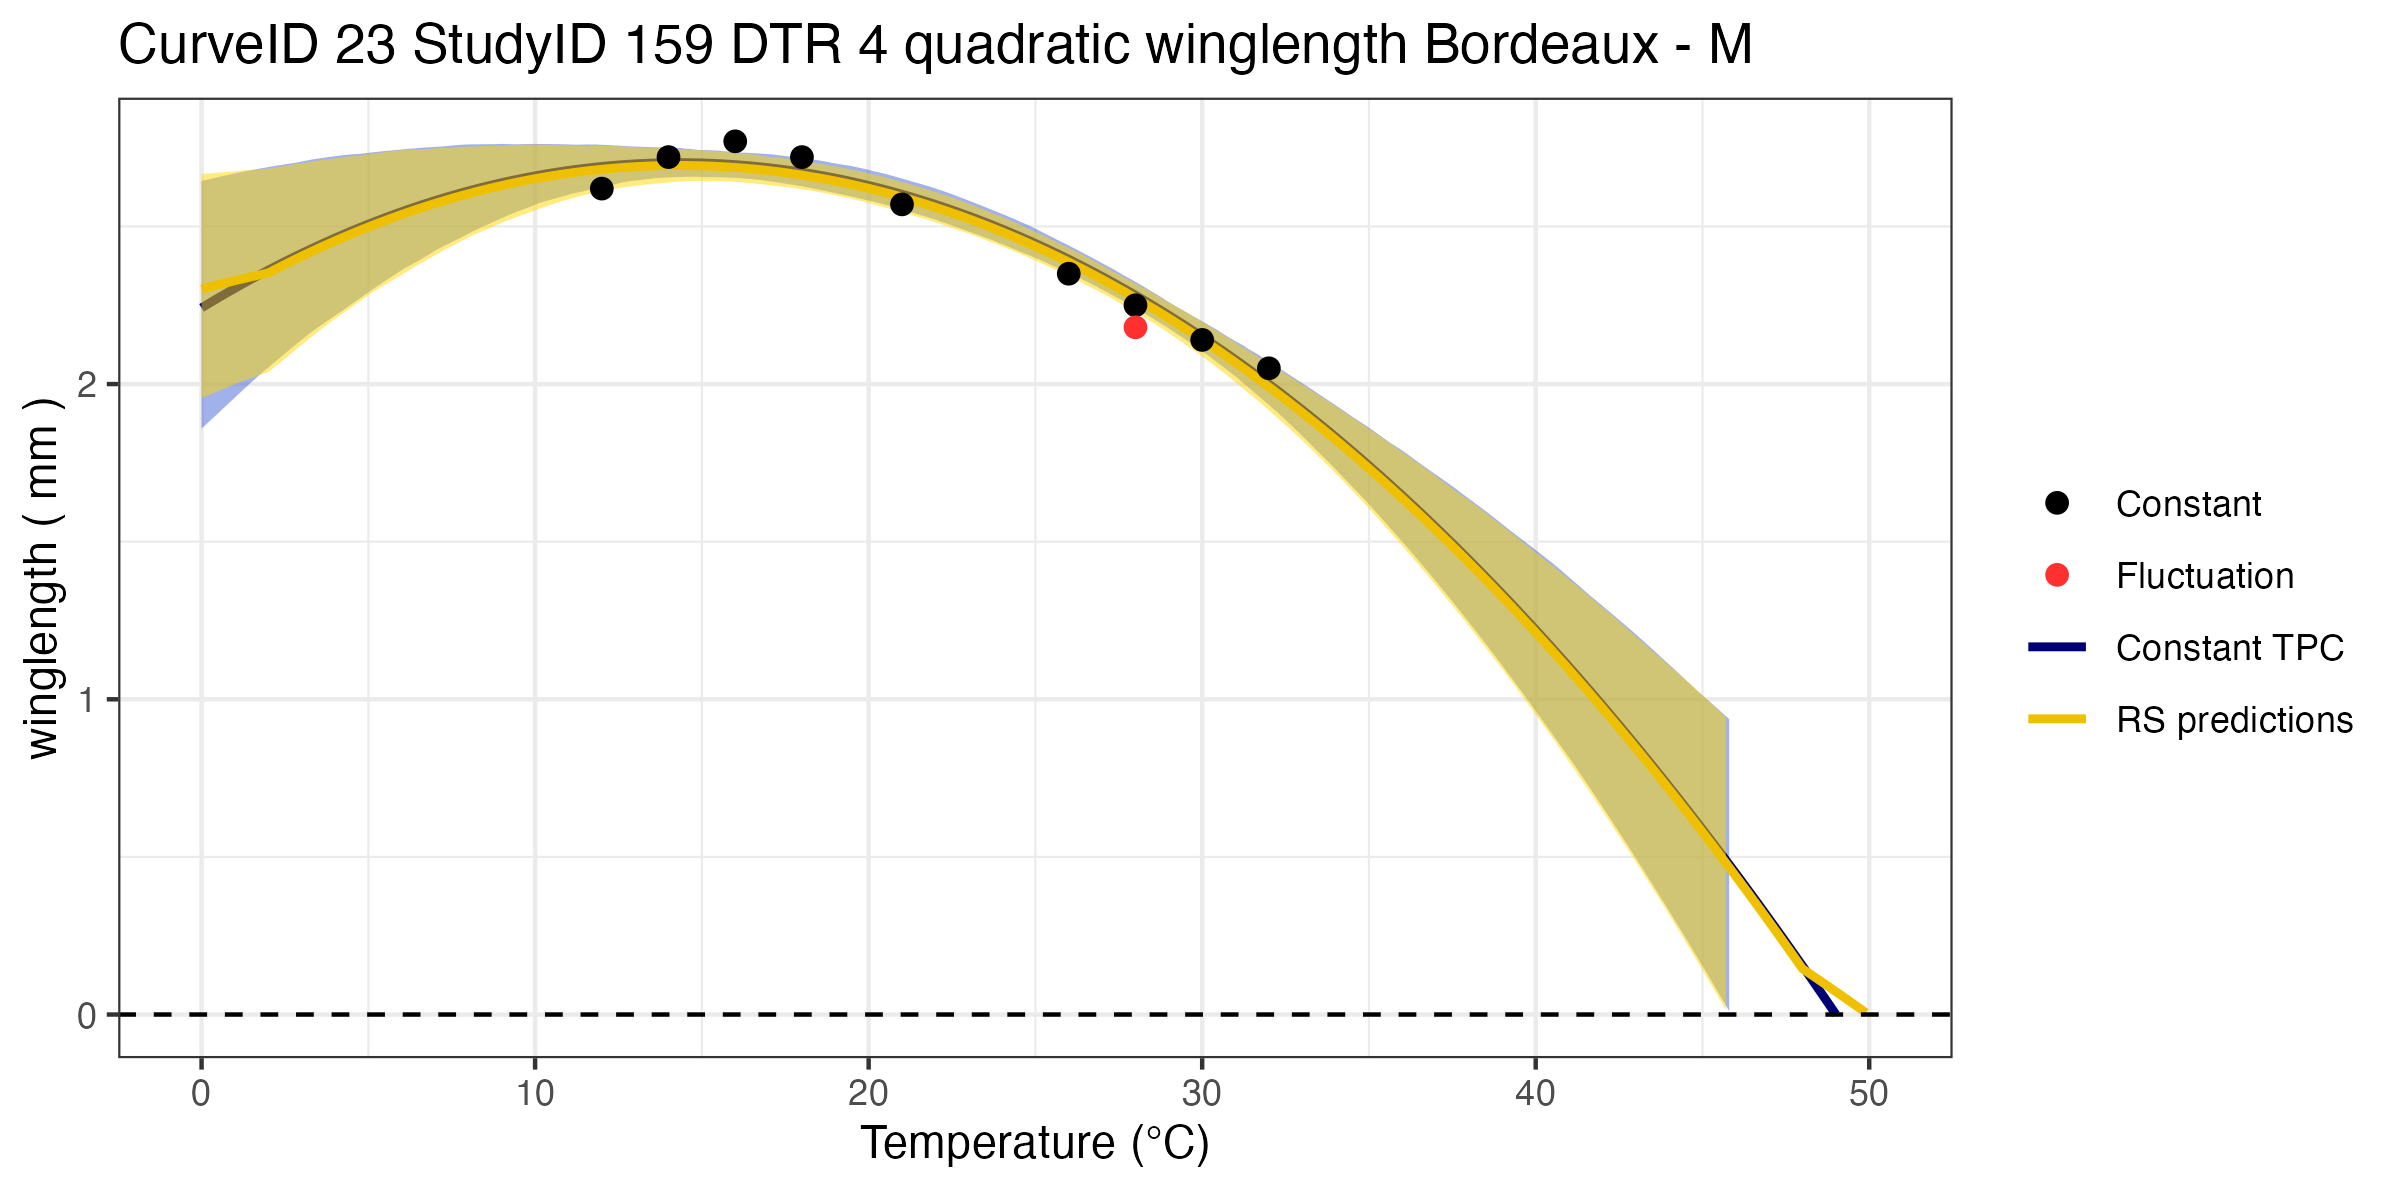 CurveID 23 StudyID 159 DTR 4 quadratic winglength Bordeaux - M
winglength ( mm )
2
1
0
0 10 20 30 40 50
Temperature (°C)
Constant
Fluctuation
Constant TPC
RS predictions